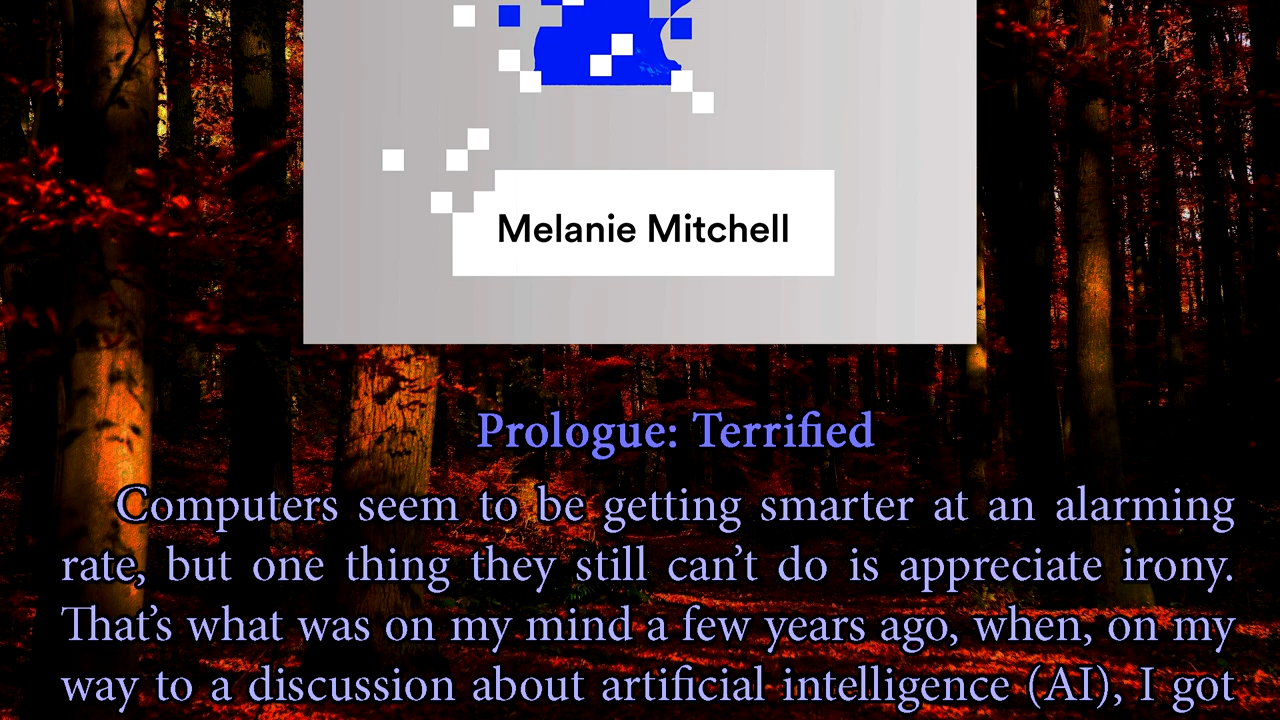 Melanie Mitchell
Prologue: Terrified
Computers seem to be getting smarter at an alarming
rate, but one thing they still can’t do is appreciate irony.
That’s what was on my mind a few years ago, when, on my
way to a discussion about artificial intelligence (AI), I got